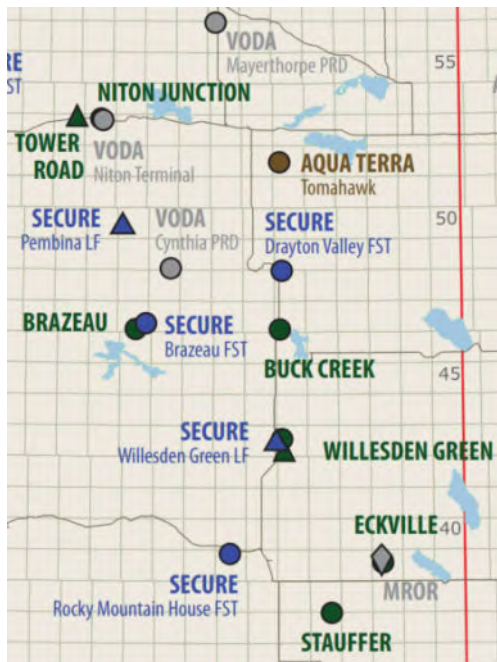 VODA
Mayerthorpe PRD
55
RE
ST
NITON JUNCTION
TOWER
ROAD
VODA
Niton Terminal
AQUA TERRA
Tomahawk
50
SECURE
Pembina LF
VODA
Cynthia PRD
SECURE
Drayton Valley FST
BRAZEAU
SECURE
Brazeau FST
BUCK CREEK
45
SECURE
Willesden Green LF
WILLESDEN GREEN
ECKVILLE
40
MROR
SECURE
Rocky Mountain House FST
STAUFFER